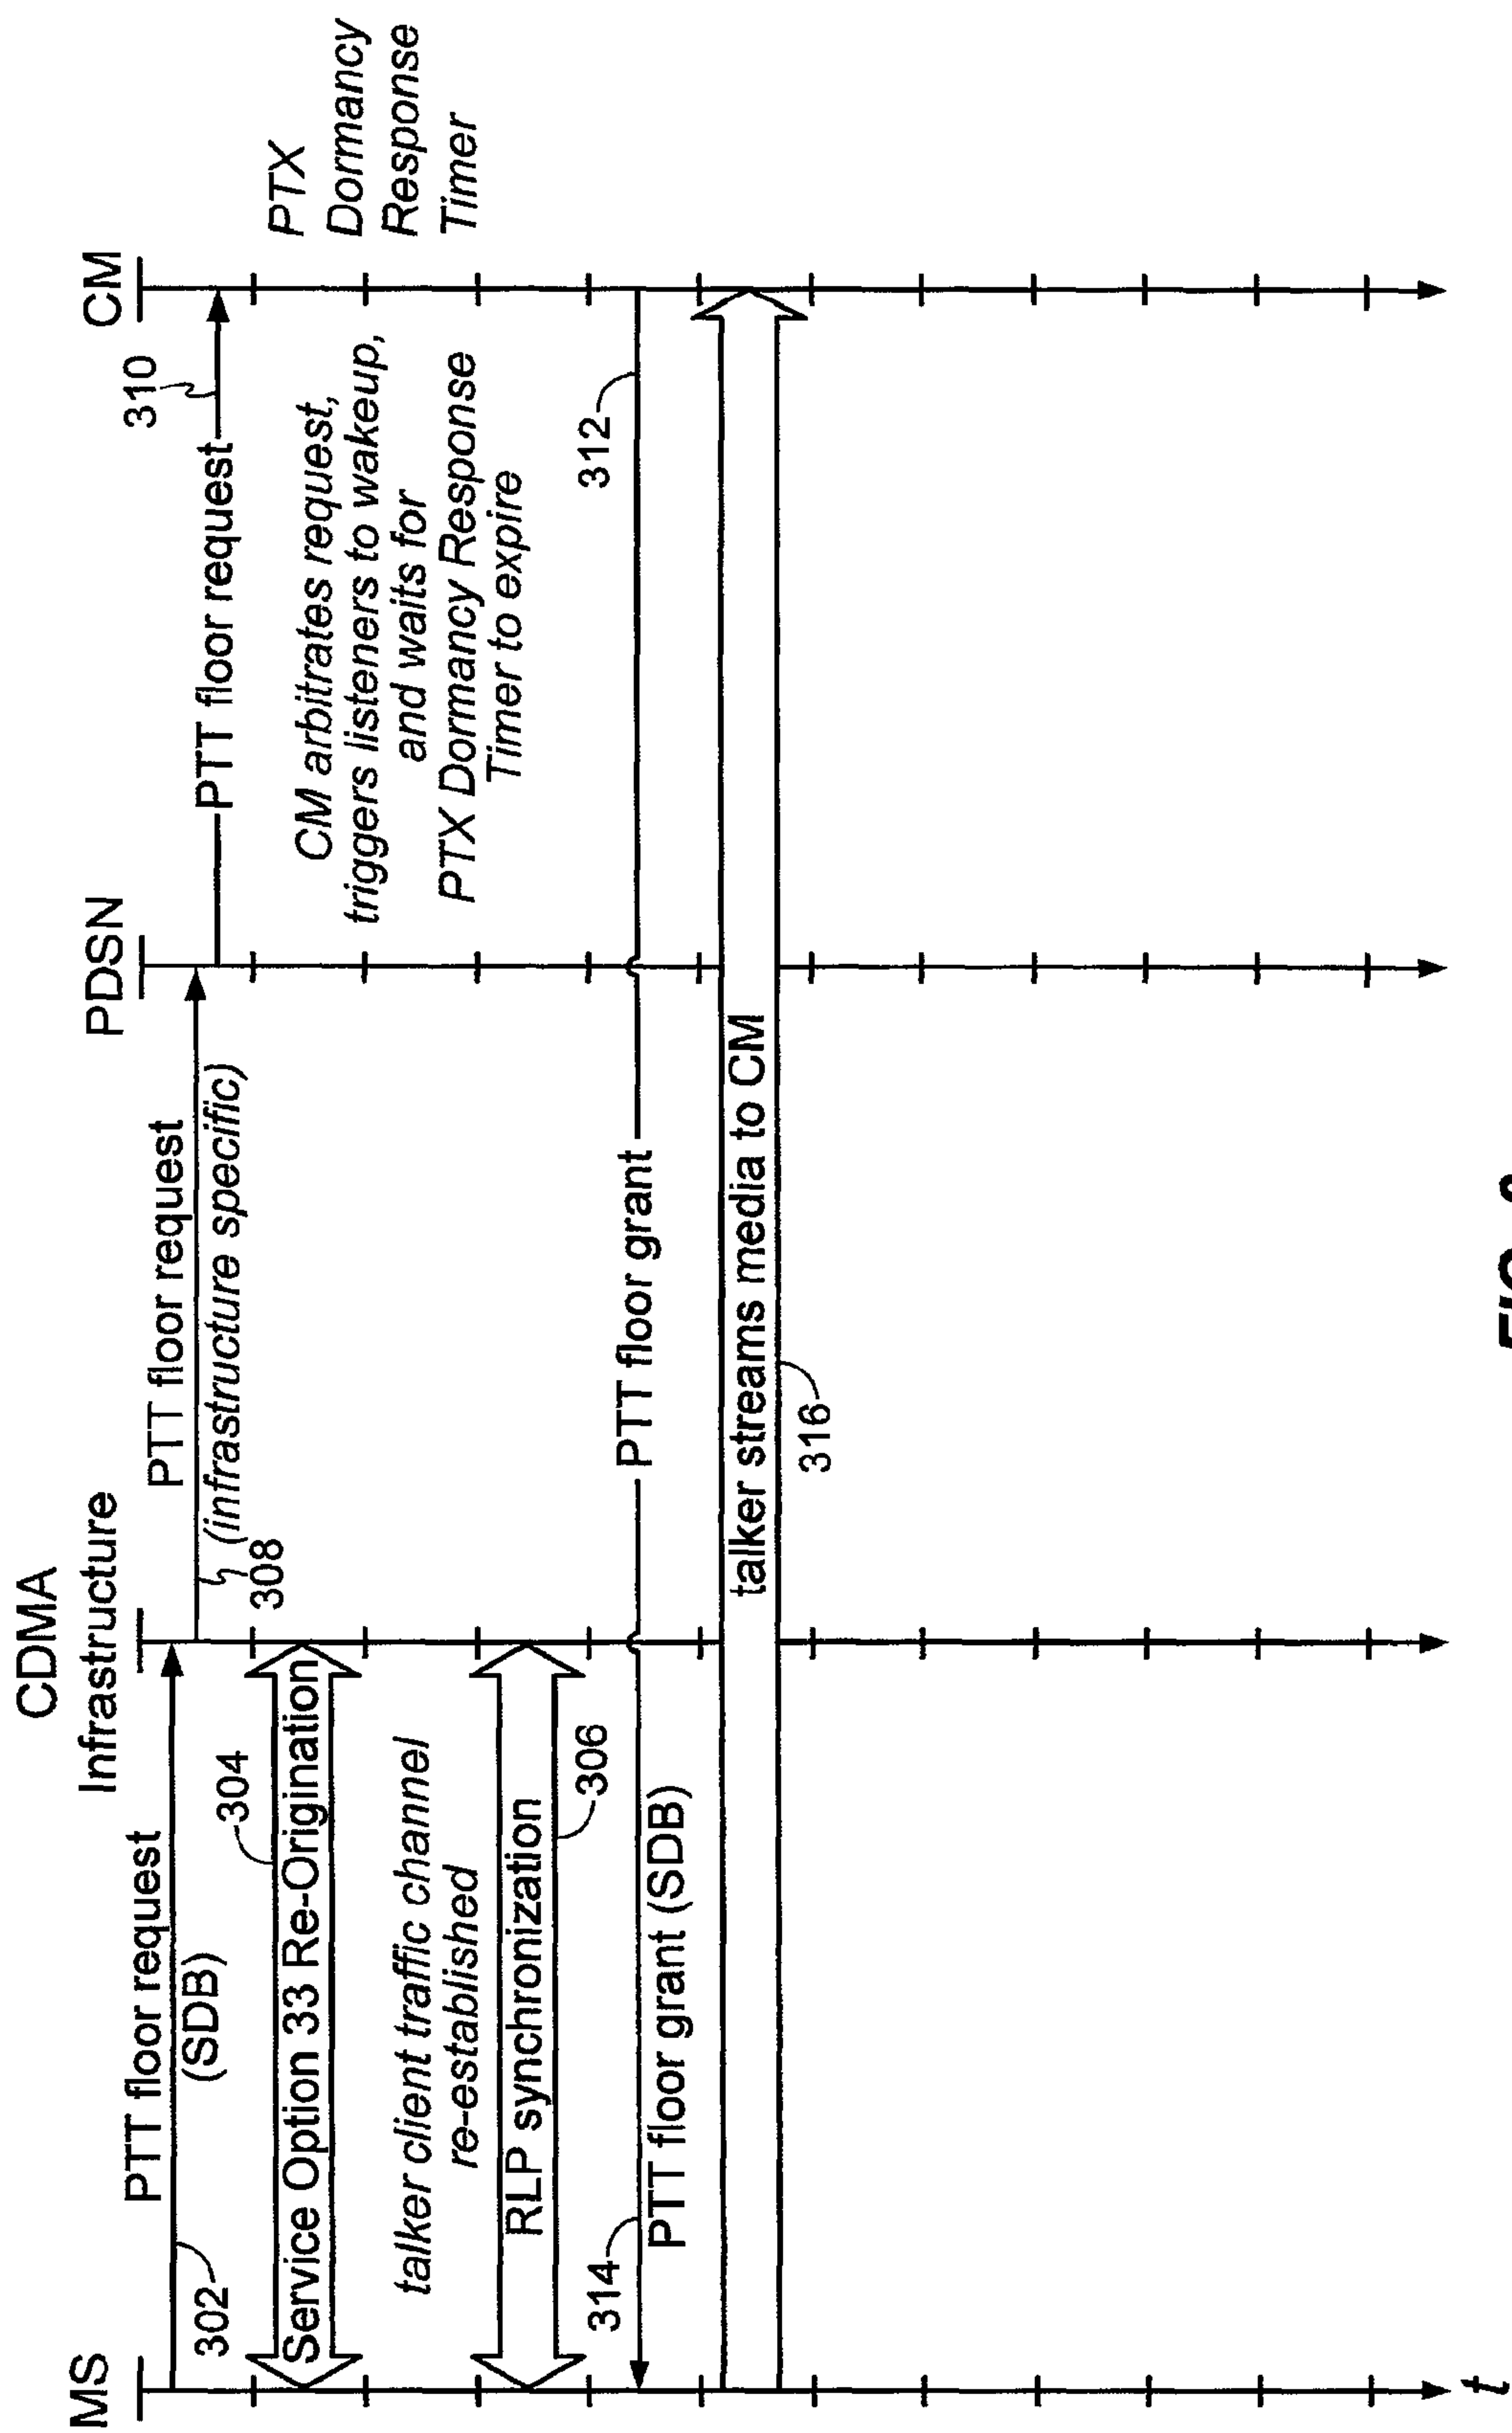 MS
CDMA
Infrastructure
PDSN
CM
PTT floor request
(SDB)
302
PTT floor request
(infrastructure specific)
308
PTT floor request
310
304
Service Option 33 Re-Origination
CM arbitrates request,
triggers listeners to wakeup,
and waits for
PTX Dormancy Response
Timer to expire
PTX
Dormancy
Response
Timer
talker client traffic channel
re-established
RLP synchronization
306
312
PTT floor grant
314
PTT floor grant (SDB)
talker streams media to CM
316
t
FIG.